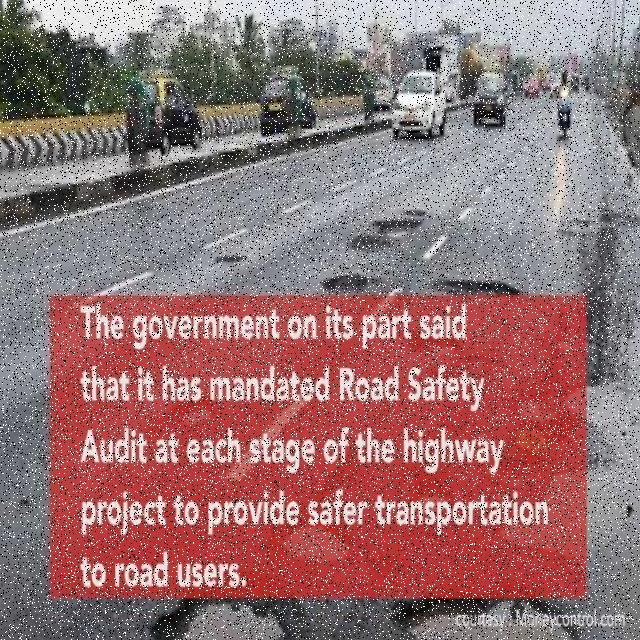 The government on its part said
that it has mandated Road Safety
Audit at each stage of the highway
project to provide safer transportation
to road users.
courtesy : Moneycontrol.com